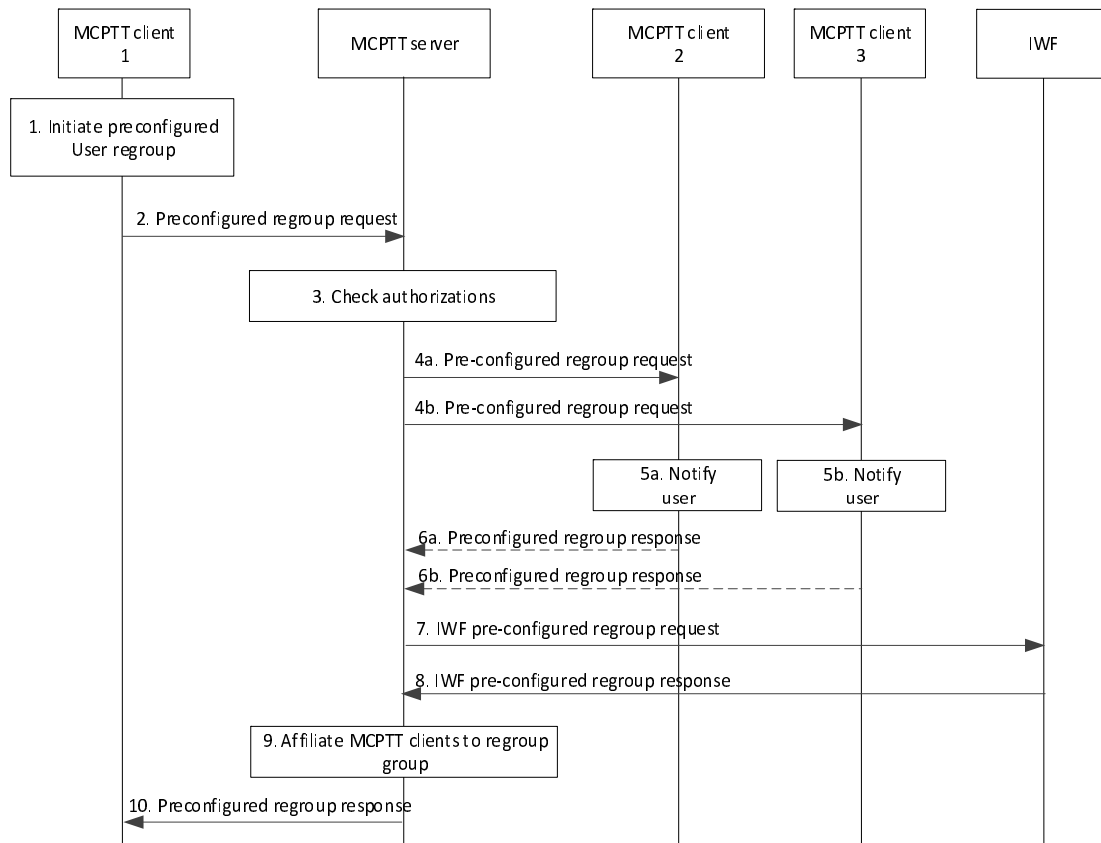 MCPTT client
1
MCPTT server
MCPTT client
2
MCPTT client
3
IWF
1. Initiate preconfigured
User regroup
2. Preconfigured regroup request
3. Check authorizations
4a. Pre-configured regroup request
4b. Pre-configured regroup request
5a. Notify
user
5b. Notify
user
6a. Preconfigured regroup response
6b. Preconfigured regroup response
7. IWF pre-configured regroup request
8. IWF pre-configured regroup response
9. Affiliate MCPTT clients to regroup
group
10. Preconfigured regroup response